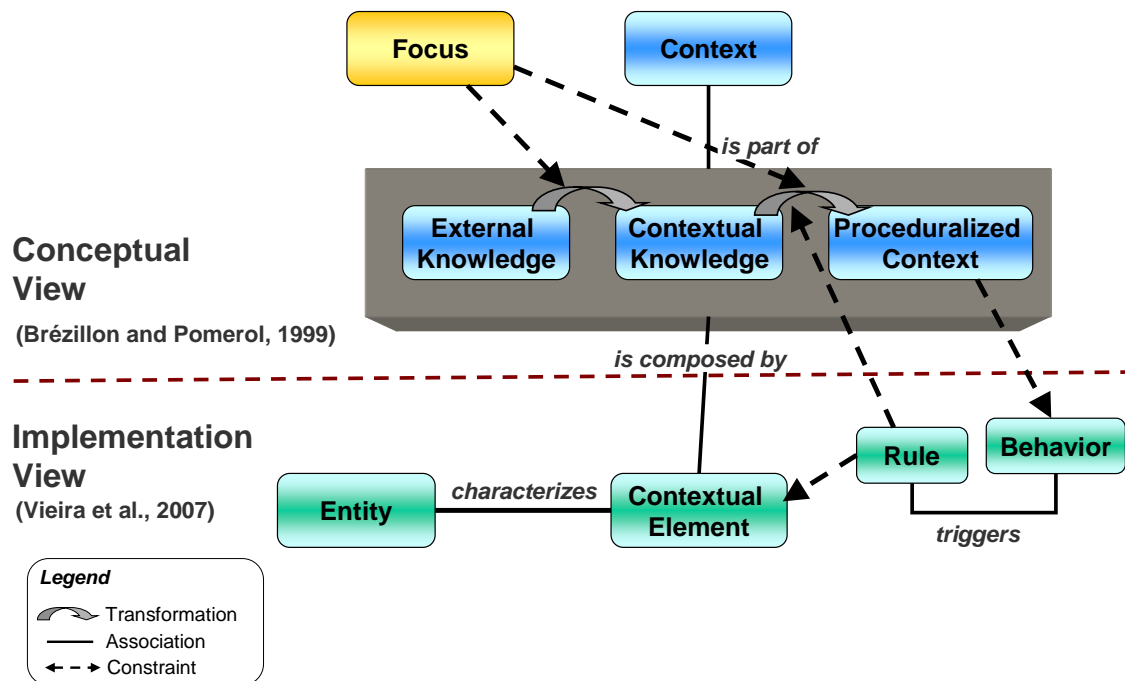 Focus
Context
is part of
External
Knowledge
Contextual
Knowledge
Proceduralized
Context
Conceptual
View
(Brézillon and Pomerol, 1999)
is composed by
Implementation
View
(Vieira et al., 2007)
Rule
Behavior
Entity
characterizes
Contextual
Element
triggers
Legend
Transformation
Association
Constraint